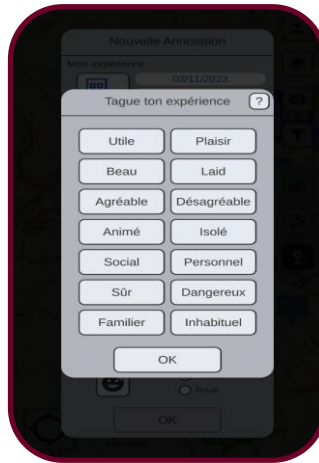 Nouvelle Annotation
Mon expérience :
02/11/2023
Tague ton expérience ?
Utile Plaisir
Beau Laid
Agréable Désagréable
Animé Isolé
Social Personnel
Sûr Dangereux
Familier Inhabituel
OK
Privé
OK